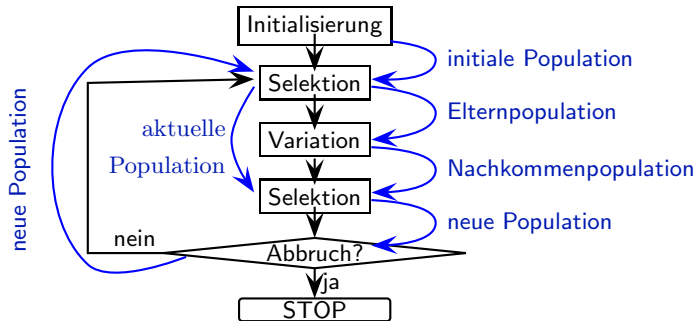 Initialisierung
initiale Population
Selektion
Elternpopulation
aktuelle
Population
Variation
Nachkommenpopulation
Selektion
neue Population
neue Population
nein
Abbruch?
ja
STOP